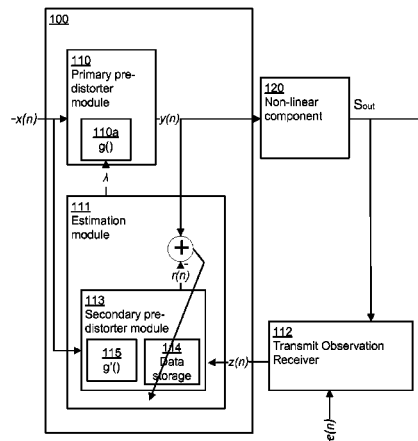 100
110
Primary pre-
distorter
module
110a
g()
x(n)
y(n)
120
Non-linear
component
Sout
λ
111
Estimation
module
+
-
r(n)
113
Secondary pre-
distorter module
115
g'()
114
Data
storage
z(n)
112
Transmit Observation
Receiver
e(n)